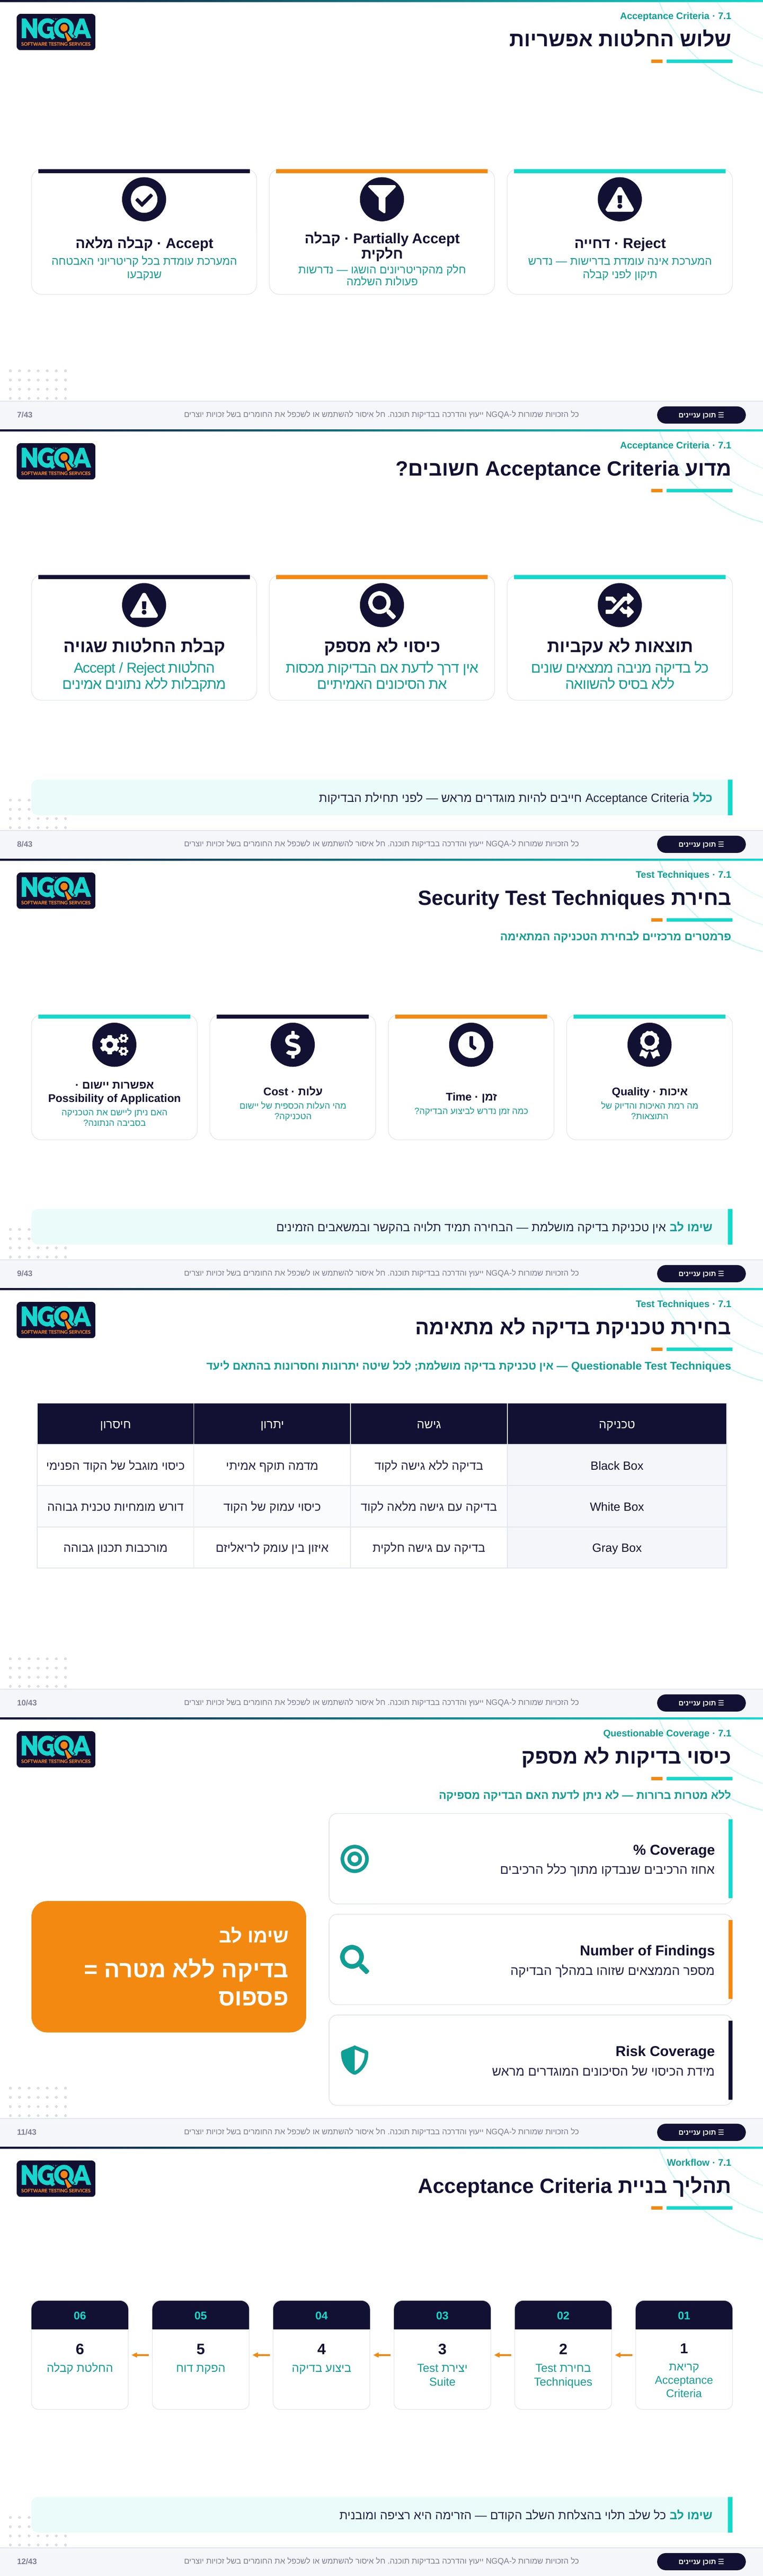 7.1 · Acceptance Criteria
NGQA
SOFTWARE TESTING SERVICES
שלוש החלטות אפשריות
Reject · דחייה
המערכת אינה עומדת בדרישות — נדרש
תיקון לפני קבלה
Partially Accept · קבלה
חלקית
חלק מהקריטריונים הושגו — נדרשות
פעולות השלמה
Accept · קבלה מלאה
המערכת עומדת בכל קריטריוני האבטחה
שנקבעו
☰ תוכן עניינים
כל הזכויות שמורות ל-NGQA ייעוץ והדרכה בבדיקות תוכנה. חל איסור להשתמש או לשכפל את החומרים בשל זכויות יוצרים
7/43
7.1 · Acceptance Criteria
NGQA
SOFTWARE TESTING SERVICES
מדוע Acceptance Criteria חשובים?
תוצאות לא עקביות
כל בדיקה מניבה ממצאים שונים
ללא בסיס להשוואה
כיסוי לא מספק
אין דרך לדעת אם הבדיקות מכסות
את הסיכונים האמיתיים
קבלת החלטות שגויה
החלטות Accept / Reject
מתקבלות ללא נתונים אמינים
כלל Acceptance Criteria חייבים להיות מוגדרים מראש — לפני תחילת הבדיקות
☰ תוכן עניינים
כל הזכויות שמורות ל-NGQA ייעוץ והדרכה בבדיקות תוכנה. חל איסור להשתמש או לשכפל את החומרים בשל זכויות יוצרים
8/43
7.1 · Test Techniques
NGQA
SOFTWARE TESTING SERVICES
בחירת Security Test Techniques
פרמטרים מרכזיים לבחירת הטכניקה המתאימה
איכות · Quality
מה רמת האיכות והדיוק של
התוצאות?
זמן · Time
כמה זמן נדרש לביצוע הבדיקה?
עלות · Cost
מהי העלות הכספית של יישום
הטכניקה?
אפשרות יישום ·
Possibility of Application
האם ניתן ליישם את הטכניקה
בסביבה הנתונה?
שימו לב אין טכניקת בדיקה מושלמת — הבחירה תמיד תלויה בהקשר ובמשאבים הזמינים
☰ תוכן עניינים
כל הזכויות שמורות ל-NGQA ייעוץ והדרכה בבדיקות תוכנה. חל איסור להשתמש או לשכפל את החומרים בשל זכויות יוצרים
9/43
7.1 · Test Techniques
NGQA
SOFTWARE TESTING SERVICES
בחירת טכניקת בדיקה לא מתאימה
Questionable Test Techniques — אין טכניקת בדיקה מושלמת; לכל שיטה יתרונות וחסרונות בהתאם ליעד
טכניקה גישה יתרון חיסרון
Black Box בדיקה ללא גישה לקוד מדמה תוקף אמיתי כיסוי מוגבל של הקוד הפנימי
White Box בדיקה עם גישה מלאה לקוד כיסוי עמוק של הקוד דורש מומחיות טכנית גבוהה
Gray Box בדיקה עם גישה חלקית איזון בין עומק לריאליזם מורכבות תכנון גבוהה
☰ תוכן עניינים
כל הזכויות שמורות ל-NGQA ייעוץ והדרכה בבדיקות תוכנה. חל איסור להשתמש או לשכפל את החומרים בשל זכויות יוצרים
10/43
7.1 · Questionable Coverage
NGQA
SOFTWARE TESTING SERVICES
כיסוי בדיקות לא מספק
ללא מטרות ברורות — לא ניתן לדעת האם הבדיקה מספיקה
% Coverage
אחוז הרכיבים שנבדקו מתוך כלל הרכיבים
Number of Findings
מספר הממצאים שזוהו במהלך הבדיקה
Risk Coverage
מידת הכיסוי של הסיכונים המוגדרים מראש
שימו לב
בדיקה ללא מטרה =
פספוס
☰ תוכן עניינים
כל הזכויות שמורות ל-NGQA ייעוץ והדרכה בבדיקות תוכנה. חל איסור להשתמש או לשכפל את החומרים בשל זכויות יוצרים
11/43
7.1 · Workflow
NGQA
SOFTWARE TESTING SERVICES
תהליך בניית Acceptance Criteria
01
1
קריאת
Acceptance
Criteria
02
2
בחירת Test
Techniques
03
3
יצירת Test
Suite
04
4
ביצוע בדיקה
05
5
הפקת דוח
06
6
החלטת קבלה
שימו לב כל שלב תלוי בהצלחת השלב הקודם — הזרימה היא רציפה ומובנית
☰ תוכן עניינים
כל הזכויות שמורות ל-NGQA ייעוץ והדרכה בבדיקות תוכנה. חל איסור להשתמש או לשכפל את החומרים בשל זכויות יוצרים
12/43